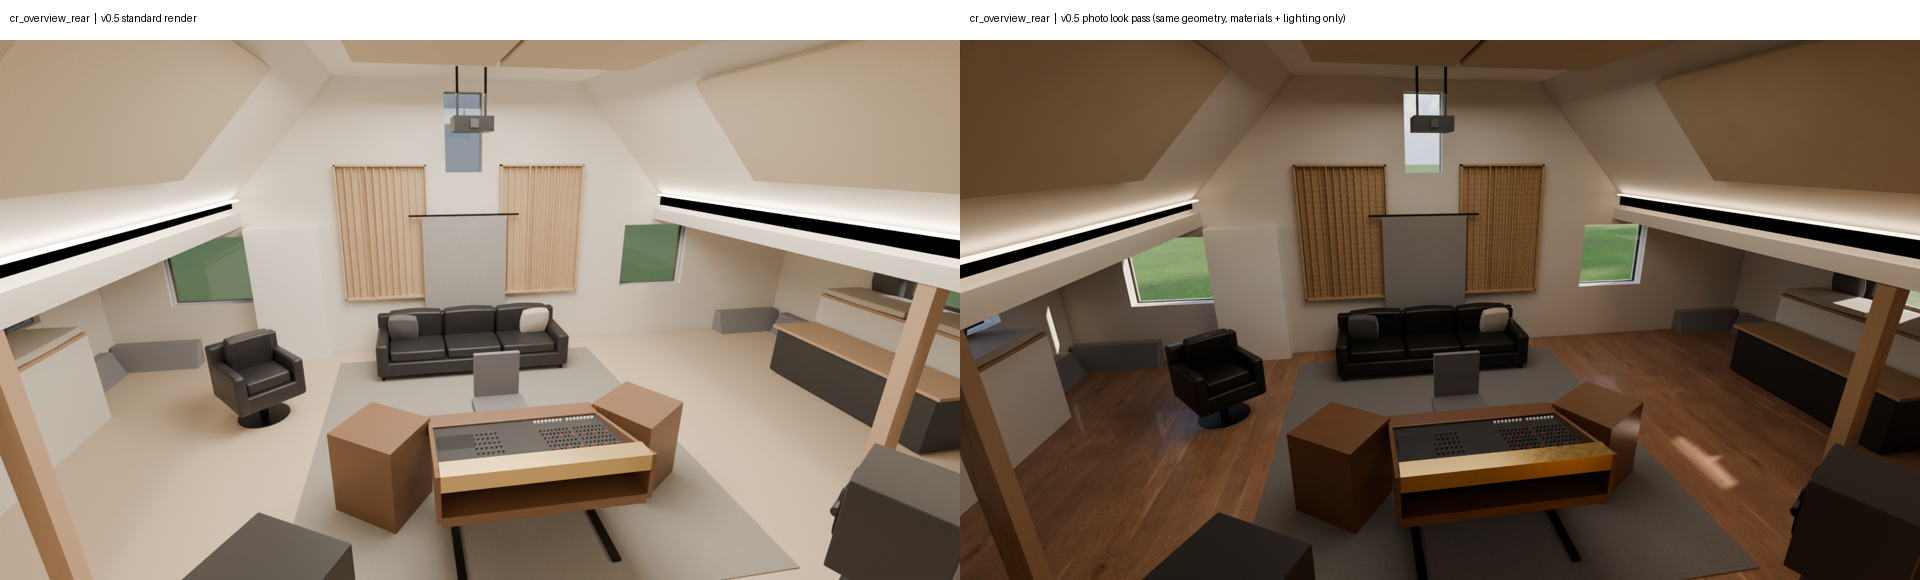 cr_overview_rear | v0.5 standard render
cr_overview_rear | v0.5 photo look pass (same geometry, materials + lighting only)